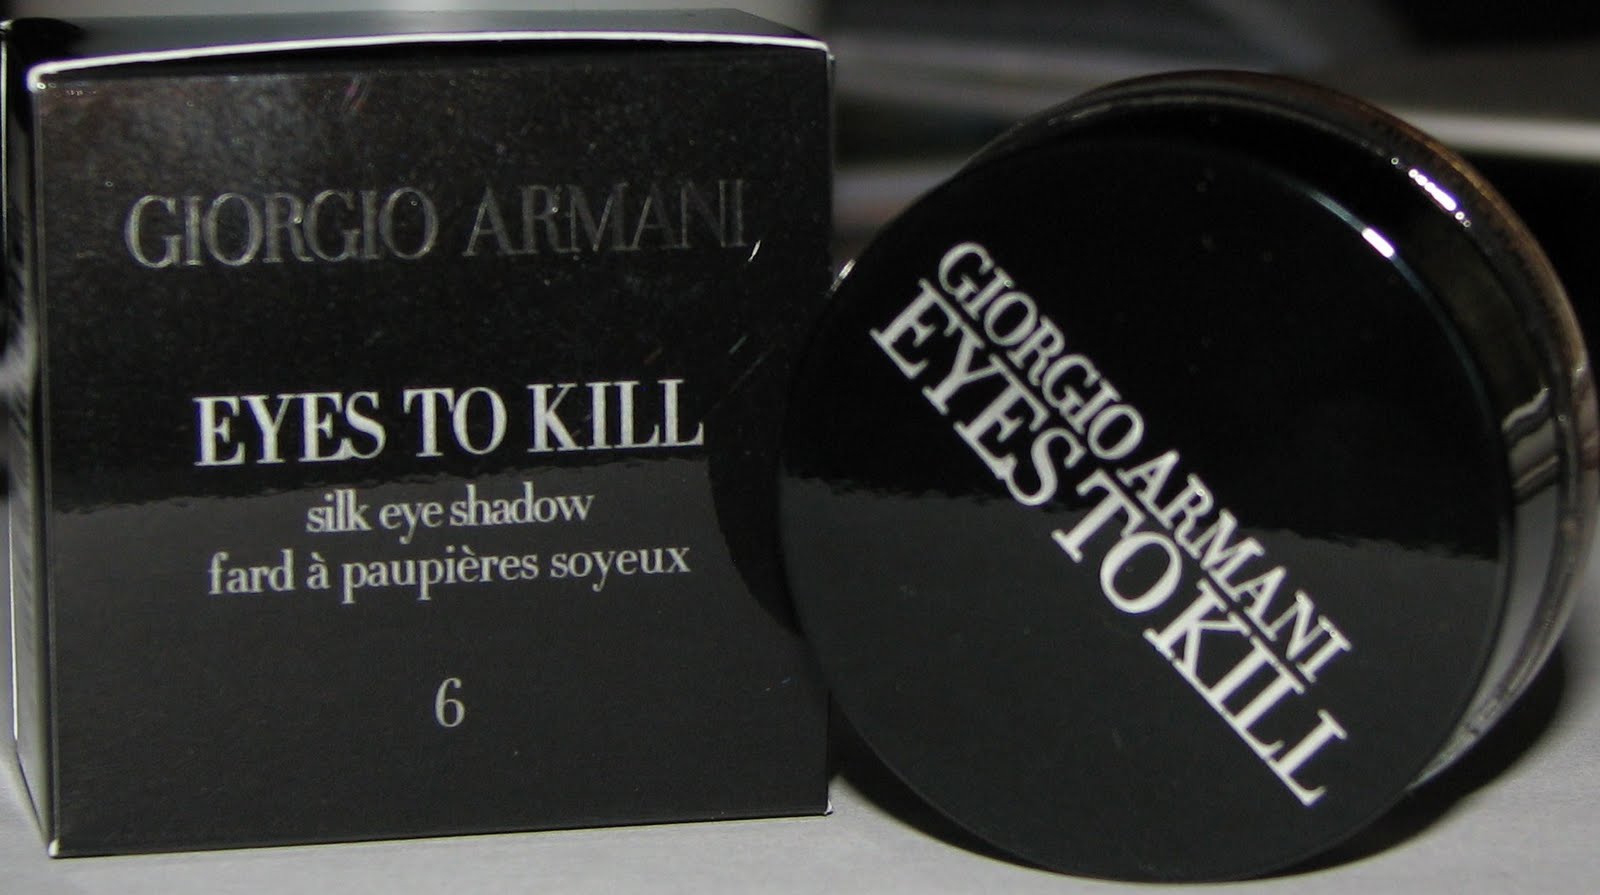 GIORGIO ARMANI
EYES TO KILL
silk eye shadow
fard à paupières soyeux
6
GIORGIO ARMANI
EYES TO KILL